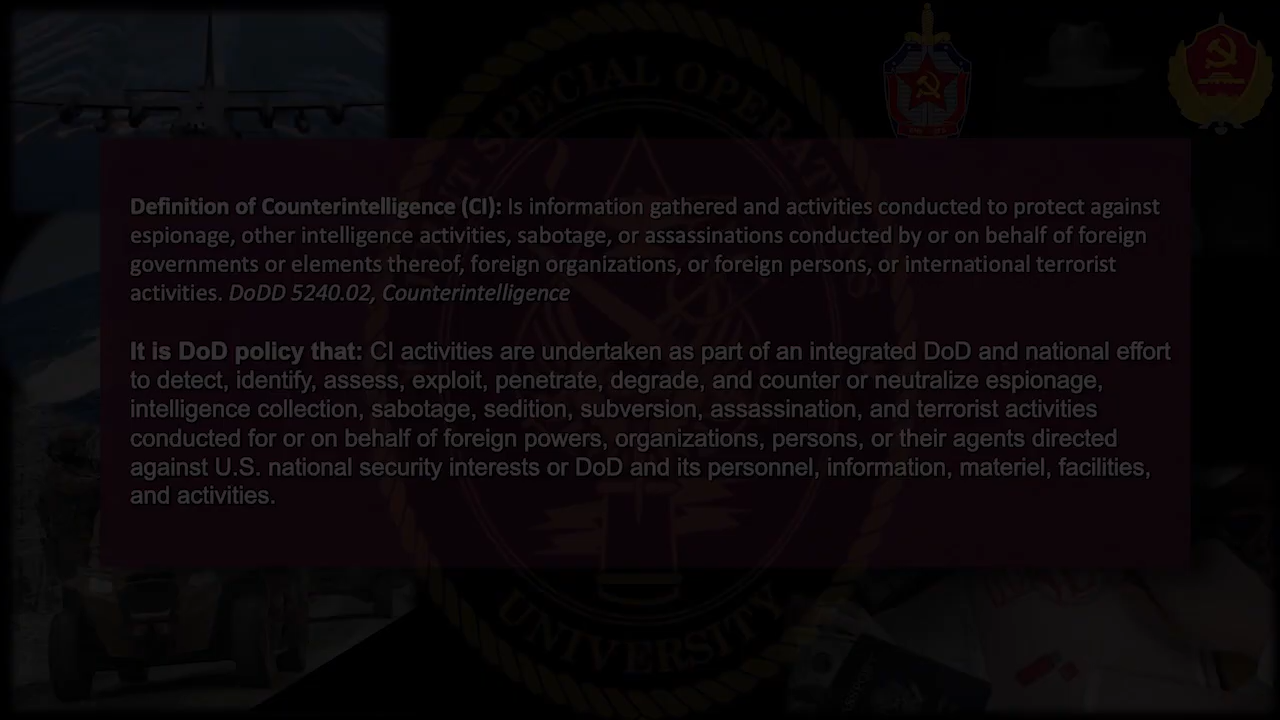 JOINT SPECIAL OPERATIONS
Definition of Counterintelligence (CI): Is information gathered and activities conducted to protect against
espionage, other intelligence activities, sabotage, or assassinations conducted by or on behalf of foreign
governments or elements thereof, foreign organizations, or foreign persons, or international terrorist
activities. DoDD 5240.02, Counterintelligence
It is DoD policy that: CI activities are undertaken as part of an integrated DoD and national effort
to detect, identify, assess, exploit, penetrate, degrade, and counter or neutralize espionage,
intelligence collection, sabotage, sedition, subversion, assassination, and terrorist activities
conducted for or on behalf of foreign powers, organizations, persons, or their agents directed
against U.S. national security interests or DoD and its personnel, information, materiel, facilities,
and activities.
UNIVERSITY